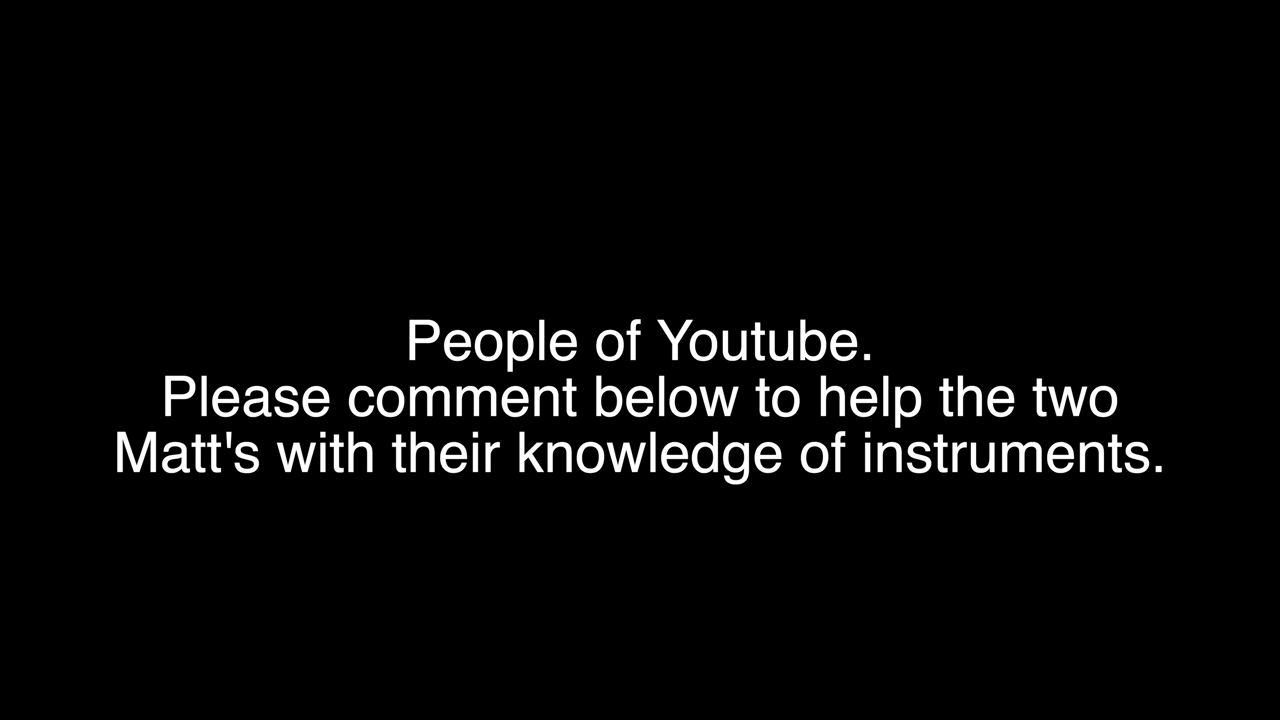 People of Youtube.
Please comment below to help the two
Matt's with their knowledge of instruments.